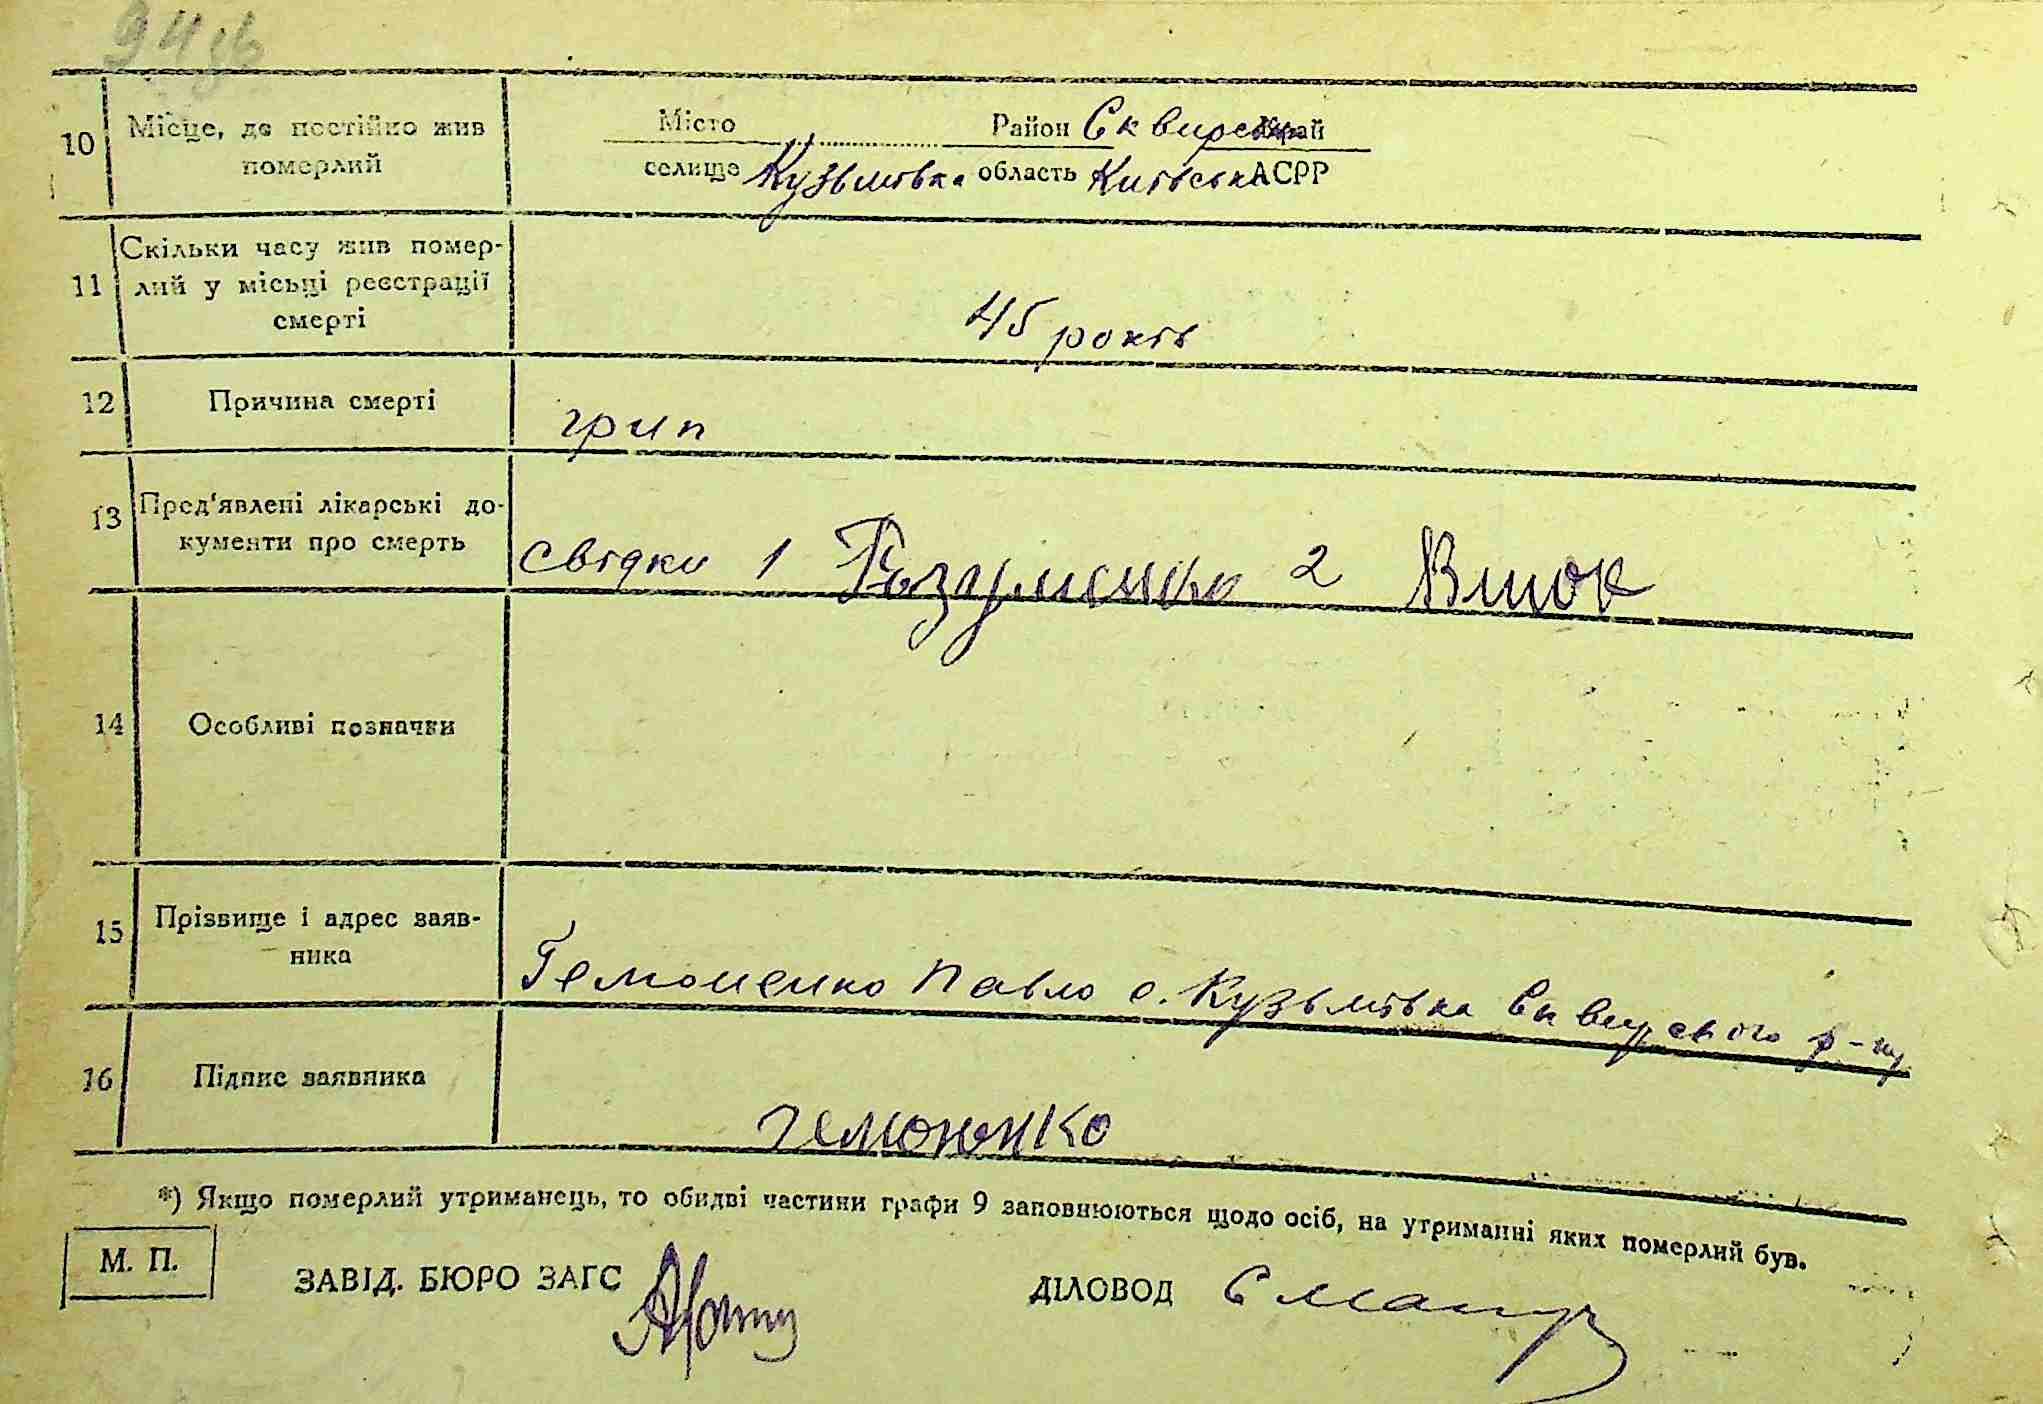 94зв
10 Місце, де постійно жив Місто Район Сквирськ Край
померлий селище Кузьмівка область Київська АСРР
11 Скільки часу жив помер-
лий у місьці реєстрації
смерті
45 років
12 Причина смерті грип
13 Пред'явлені лікарські до-
кументи про смерть свідки 1 2
14 Особливі позначки
15 Прізвище і адрес заяв-
ника
Гемоненко Павло с. Кузьмівка Сквирського р-ну
16 Підпис заявника
гемоненко
*) Якщо померлий утриманець, то обидві частини графи 9 заповнюються щодо осіб, на утриманні яких померлий був.
М. П.
ЗАВІД. БЮРО ЗАГС ДІЛОВОД